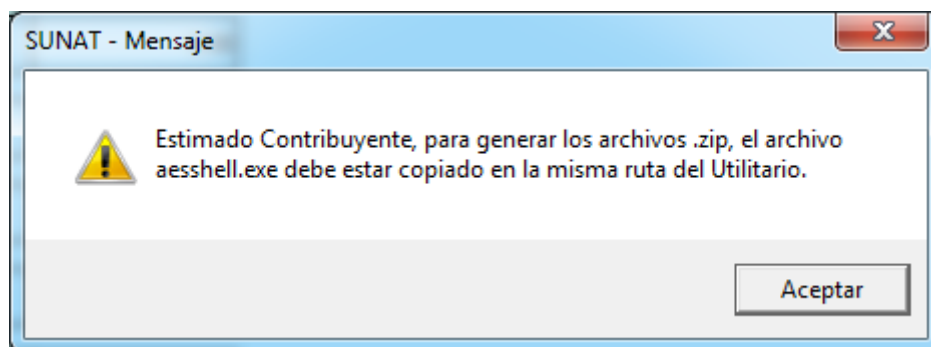 SUNAT - Mensaje
Estimado Contribuyente, para generar los archivos .zip, el archivo
aesshell.exe debe estar copiado en la misma ruta del Utilitario.
Aceptar